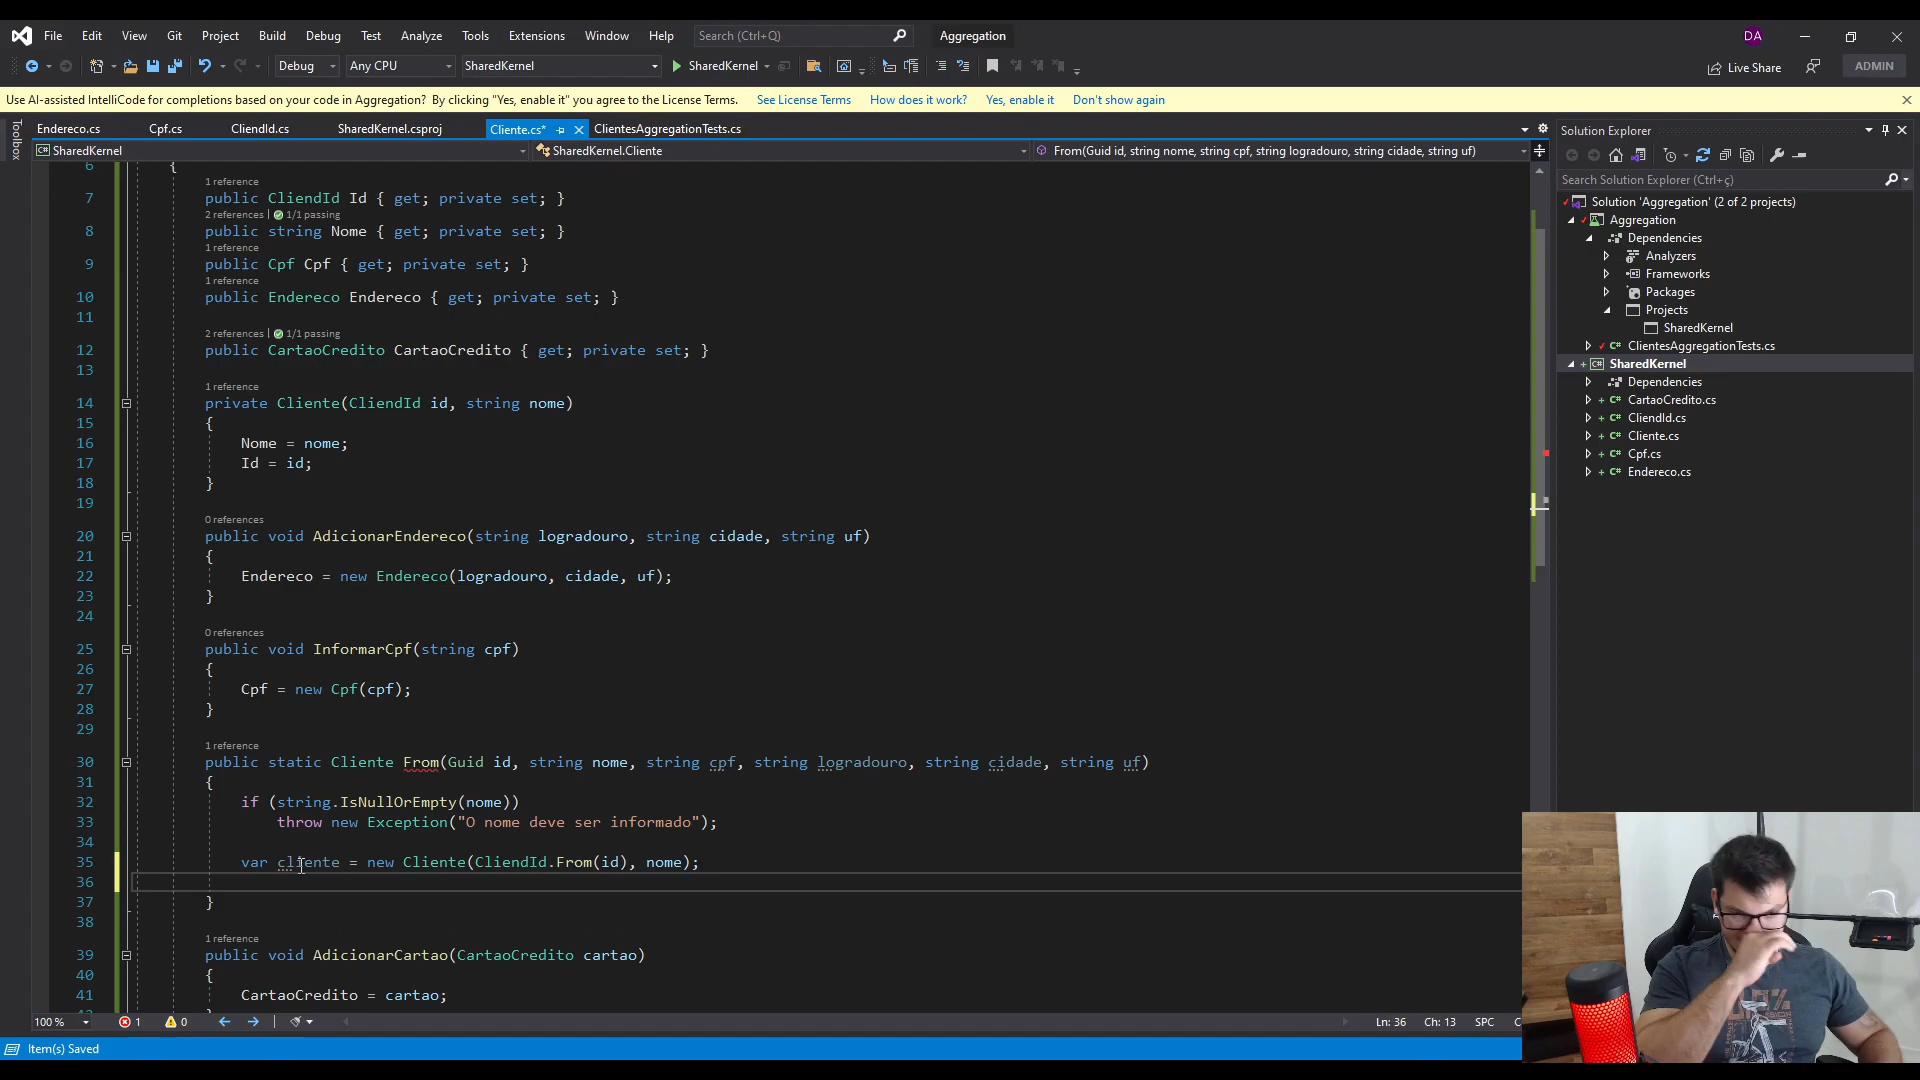 File Edit View Git Project Build Debug Test Analyze Tools Extensions Window Help Search (Ctrl+Q) Aggregation DA
Debug Any CPU SharedKernel SharedKernel Live Share ADMIN
Use AI-assisted IntelliCode for completions based on your code in Aggregation? By clicking "Yes, enable it" you agree to the License Terms. See License Terms How does it work? Yes, enable it Don't show again
Toolbox
Endereco.cs Cpf.cs CliendId.cs SharedKernel.csproj Cliente.cs* ClientesAggregationTests.cs
SharedKernel SharedKernel.Cliente From(Guid id, string nome, string cpf, string logradouro, string cidade, string uf)
6 {
1 reference
7 public CliendId Id { get; private set; }
2 references | 1/1 passing
8 public string Nome { get; private set; }
1 reference
9 public Cpf Cpf { get; private set; }
1 reference
10 public Endereco Endereco { get; private set; }
11
2 references | 1/1 passing
12 public CartaoCredito CartaoCredito { get; private set; }
13
1 reference
14 private Cliente(CliendId id, string nome)
15 {
16 Nome = nome;
17 Id = id;
18 }
19
0 references
20 public void AdicionarEndereco(string logradouro, string cidade, string uf)
21 {
22 Endereco = new Endereco(logradouro, cidade, uf);
23 }
24
0 references
25 public void InformarCpf(string cpf)
26 {
27 Cpf = new Cpf(cpf);
28 }
29
1 reference
30 public static Cliente From(Guid id, string nome, string cpf, string logradouro, string cidade, string uf)
31 {
32 if (string.IsNullOrEmpty(nome))
33 throw new Exception("O nome deve ser informado");
34
35 var cliente = new Cliente(CliendId.From(id), nome);
36
37 }
38
1 reference
39 public void AdicionarCartao(CartaoCredito cartao)
40 {
41 CartaoCredito = cartao;
100 % 1 0 Ln: 36 Ch: 13 SPC
Item(s) Saved
Solution Explorer
Search Solution Explorer (Ctrl+ç)
Solution 'Aggregation' (2 of 2 projects)
Aggregation
Dependencies
Analyzers
Frameworks
Packages
Projects
SharedKernel
ClientesAggregationTests.cs
SharedKernel
Dependencies
CartaoCredito.cs
CliendId.cs
Cliente.cs
Cpf.cs
Endereco.cs